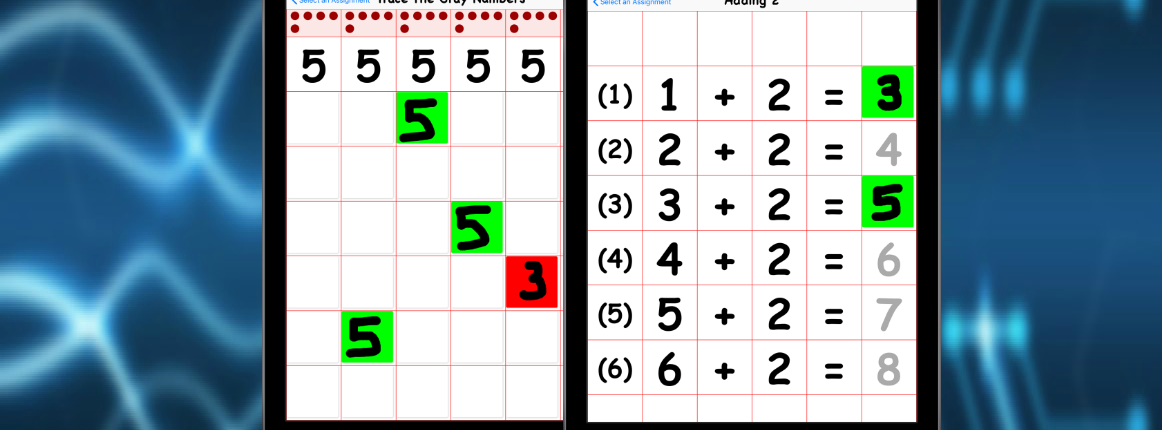 Select an Assignment Trace The Gray Numbers
5 5 5 5 5
5
5
3
5
Select an Assignment Adding 2
(1) 1 + 2 = 3
(2) 2 + 2 = 4
(3) 3 + 2 = 5
(4) 4 + 2 = 6
(5) 5 + 2 = 7
(6) 6 + 2 = 8